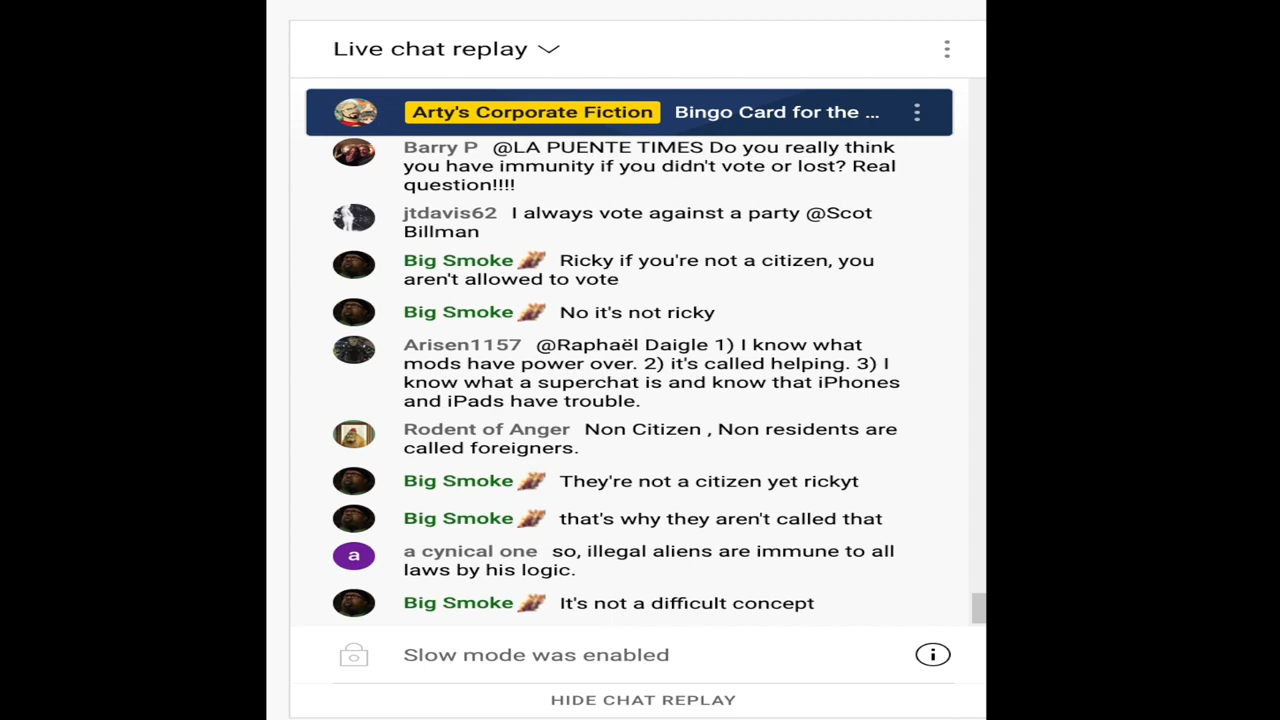 Live chat replay
Arty's Corporate Fiction Bingo Card for the ...
Barry P @LA PUENTE TIMES Do you really think
you have immunity if you didn't vote or lost? Real
question!!!!
jtdavis62 I always vote against a party @Scot
Billman
Big Smoke Ricky if you're not a citizen, you
aren't allowed to vote
Big Smoke No it's not ricky
Arisen1157 @Raphaël Daigle 1) I know what
mods have power over. 2) it's called helping. 3) I
know what a superchat is and know that iPhones
and iPads have trouble.
Rodent of Anger Non Citizen , Non residents are
called foreigners.
Big Smoke They're not a citizen yet rickyt
Big Smoke that's why they aren't called that
a
a cynical one so, illegal aliens are immune to all
laws by his logic.
Big Smoke It's not a difficult concept
Slow mode was enabled
HIDE CHAT REPLAY